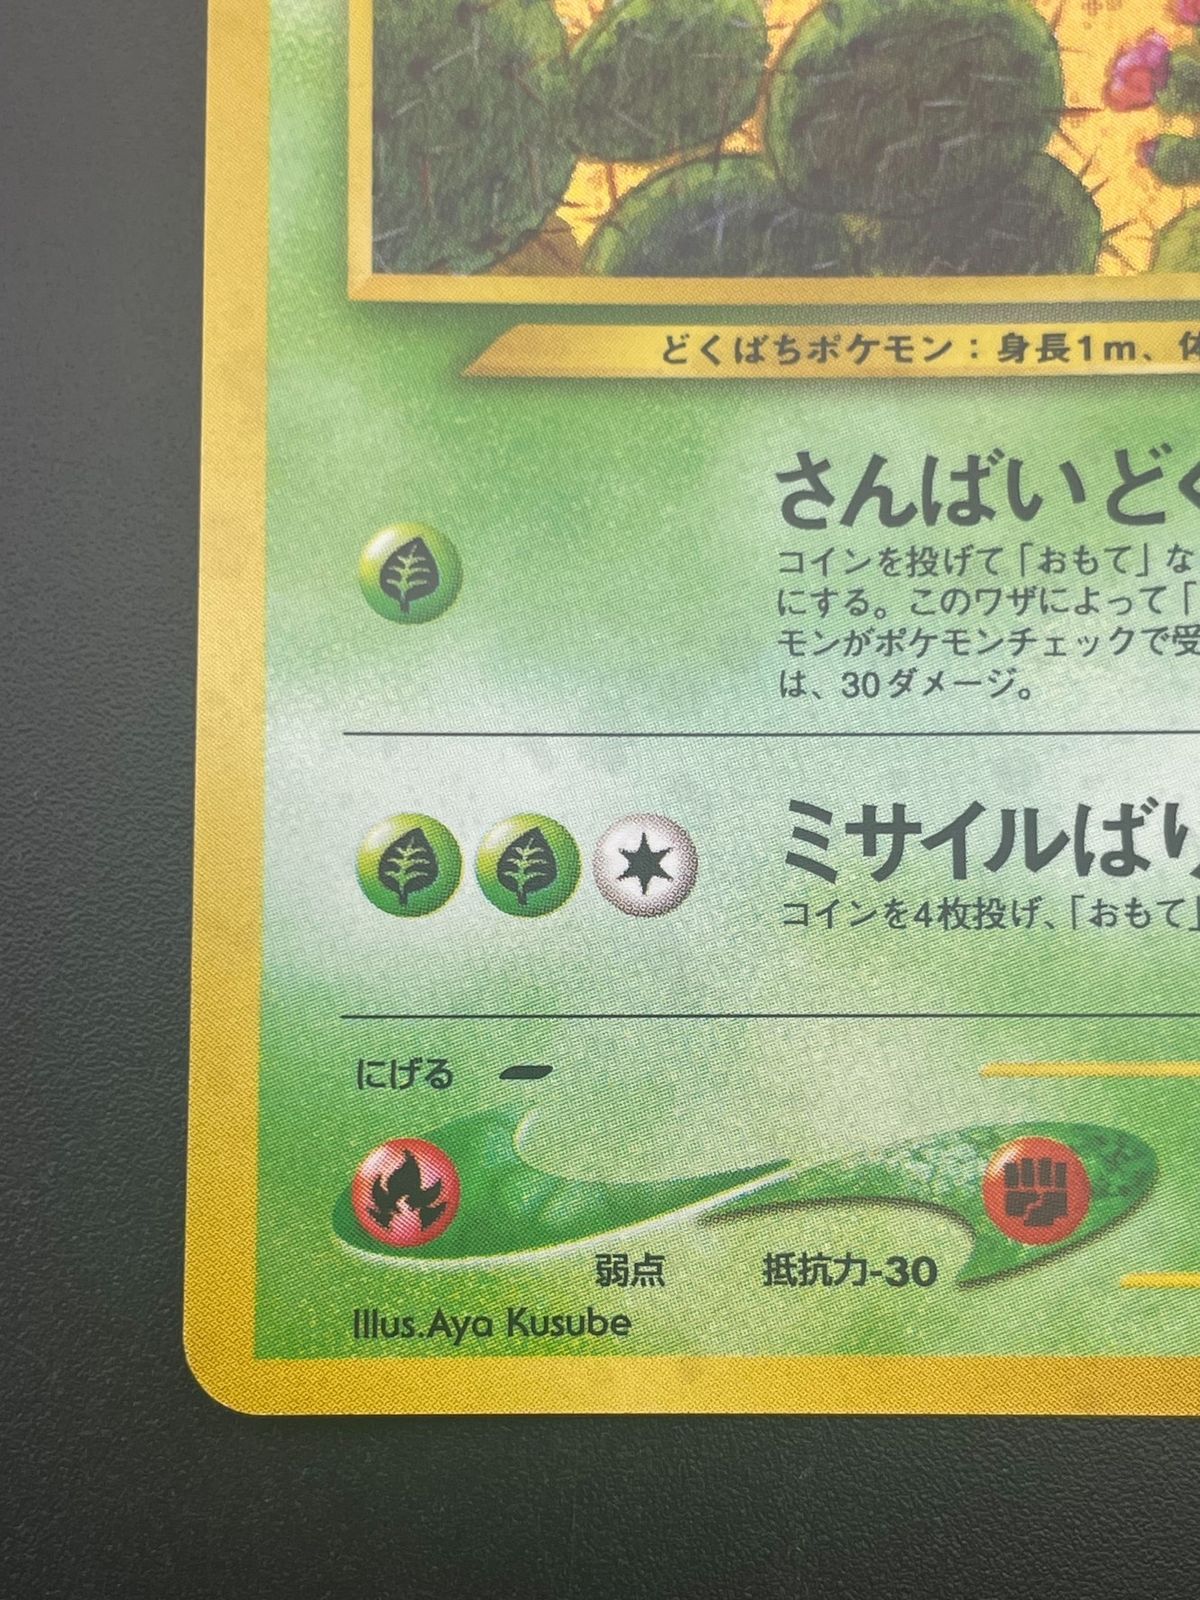 どくばちポケモン：身長1m、体
さんばいどく
コインを投げて「おもて」な
にする。このワザによって「
モンがポケモンチェックで受
は、30ダメージ。
ミサイルばり
コインを4枚投げ、「おもて」
にげる
弱点 抵抗力-30
Illus.Aya Kusube